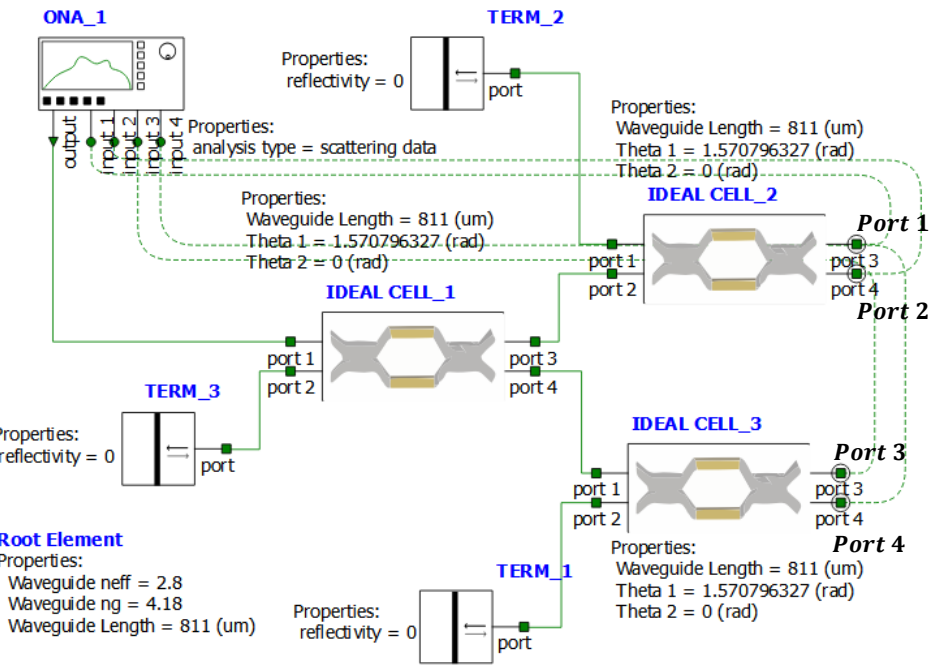 ONA_1
output
input 1
input 2
input 3
input 4
Properties:
analysis type = scattering data
TERM_2
Properties:
reflectivity = 0
port
Properties:
Waveguide Length = 811 (um)
Theta 1 = 1.570796327 (rad)
Theta 2 = 0 (rad)
IDEAL CELL_2
port 1
port 2
port 3
port 4
Port 1
Port 2
Properties:
Waveguide Length = 811 (um)
Theta 1 = 1.570796327 (rad)
Theta 2 = 0 (rad)
IDEAL CELL_1
port 1
port 2
port 3
port 4
TERM_3
Properties:
reflectivity = 0
port
IDEAL CELL_3
port 1
port 2
port 3
port 4
Port 3
Port 4
Properties:
Waveguide Length = 811 (um)
Theta 1 = 1.570796327 (rad)
Theta 2 = 0 (rad)
Root Element
Properties:
Waveguide neff = 2.8
Waveguide ng = 4.18
Waveguide Length = 811 (um)
TERM_1
Properties:
reflectivity = 0
port